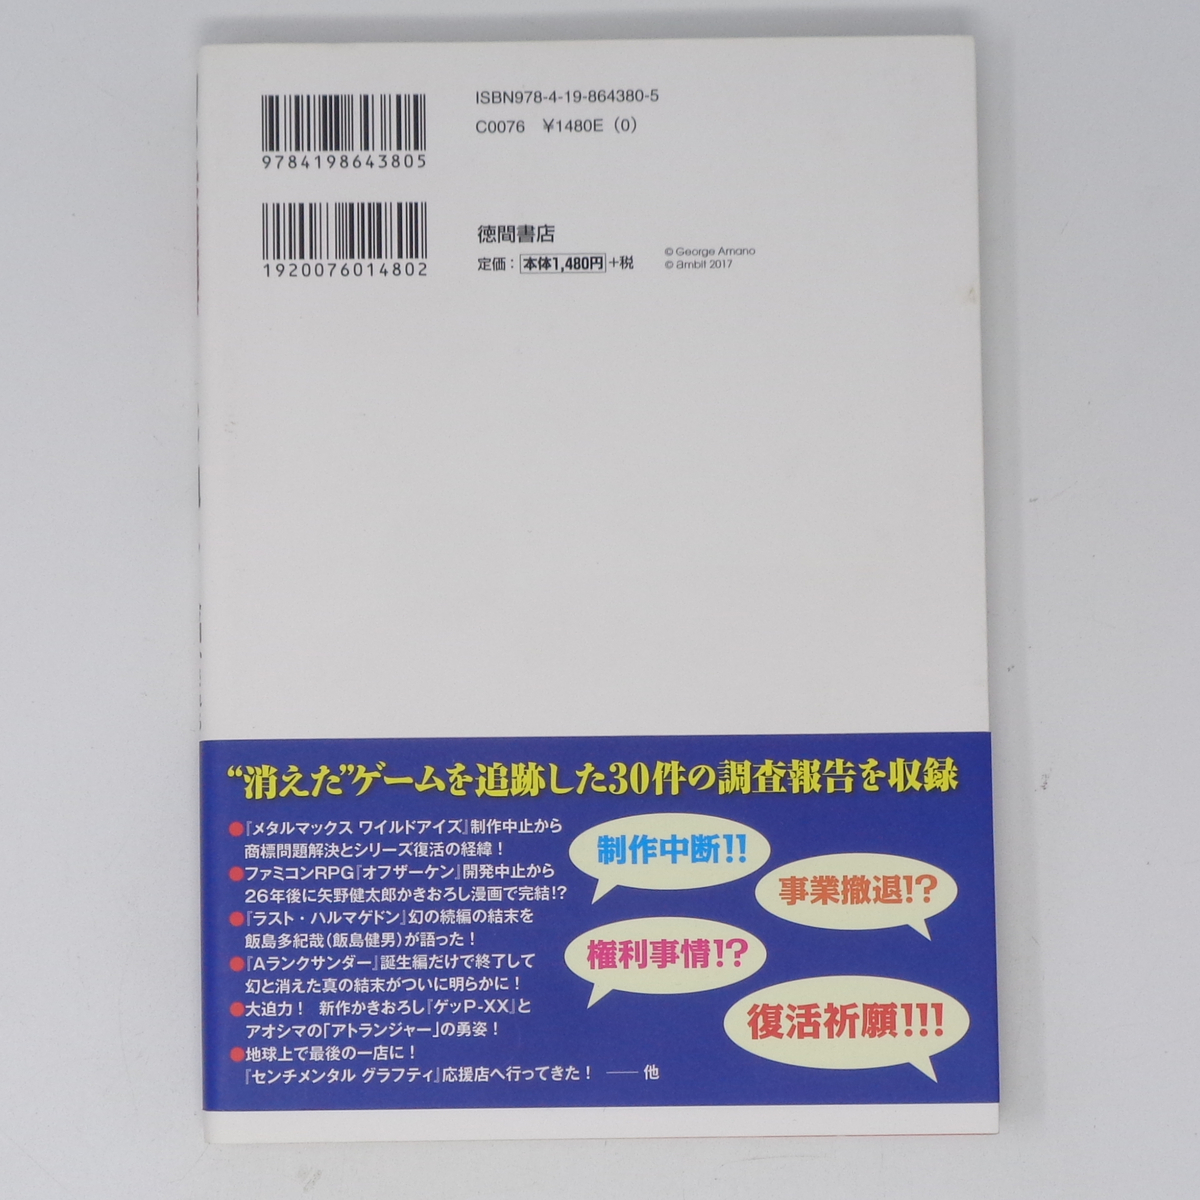 ISBN978-4-19-864380-5
C0076 ¥1480E (0)
9784198643805
1920076014802
徳間書店
定価：本体1,480円+税
© George Amano
© ambit 2017
“消えた”ゲームを追跡した30件の調査報告を収録
●『メタルマックス ワイルドアイズ』制作中止から
商標問題解決とシリーズ復活の経緯！
●ファミコンRPG『オフザーケン』開発中止から
26年後に矢野健太郎かきおろし漫画で完結!?
●『ラスト・ハルマゲドン』幻の続編の結末を
飯島多紀哉（飯島健男）が語った！
●『Aランクサンダー』誕生編だけで終了して
幻と消えた真の結末がついに明らかに！
●大迫力！ 新作かきおろし『ゲッP-XX』と
アオシマの「アトランジャー」の勇姿！
●地球上で最後の一店に！
『センチメンタル グラフティ』応援店へ行ってきた！ ——他
制作中断!!
事業撤退!?
権利事情!?
復活祈願!!!